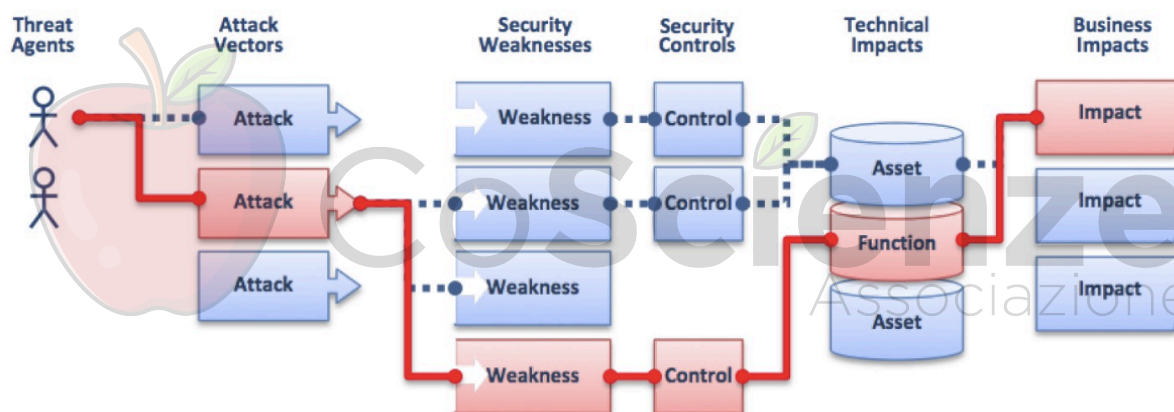 Threat
Agents
Attack
Vectors
Security
Weaknesses
Security
Controls
Technical
Impacts
Business
Impacts
Attack
Weakness
Control
Impact
Asset
Attack
Weakness
Control
Impact
Function
Attack
Weakness
Impact
Asset
Weakness
Control
CoScienze
Associazione